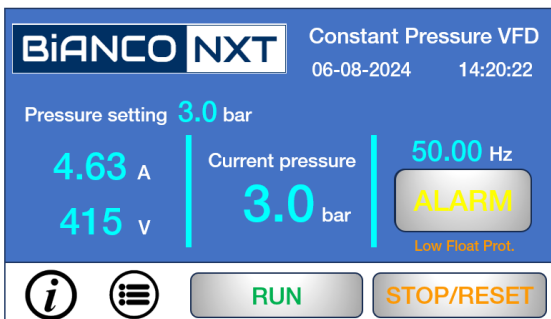 BiANCO NXT
Constant Pressure VFD
06-08-2024 14:20:22
Pressure setting 3.0 bar
4.63 A
415 V
Current pressure
3.0 bar
50.00 Hz
ALARM
Low Float Prot.
i
RUN
STOP/RESET